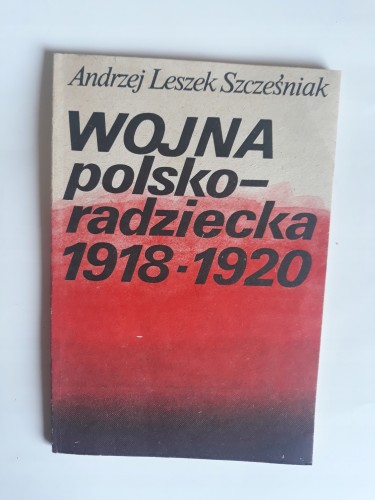 Andrzej Leszek Szcześniak
WOJNA
polsko-
radziecka
1918-1920